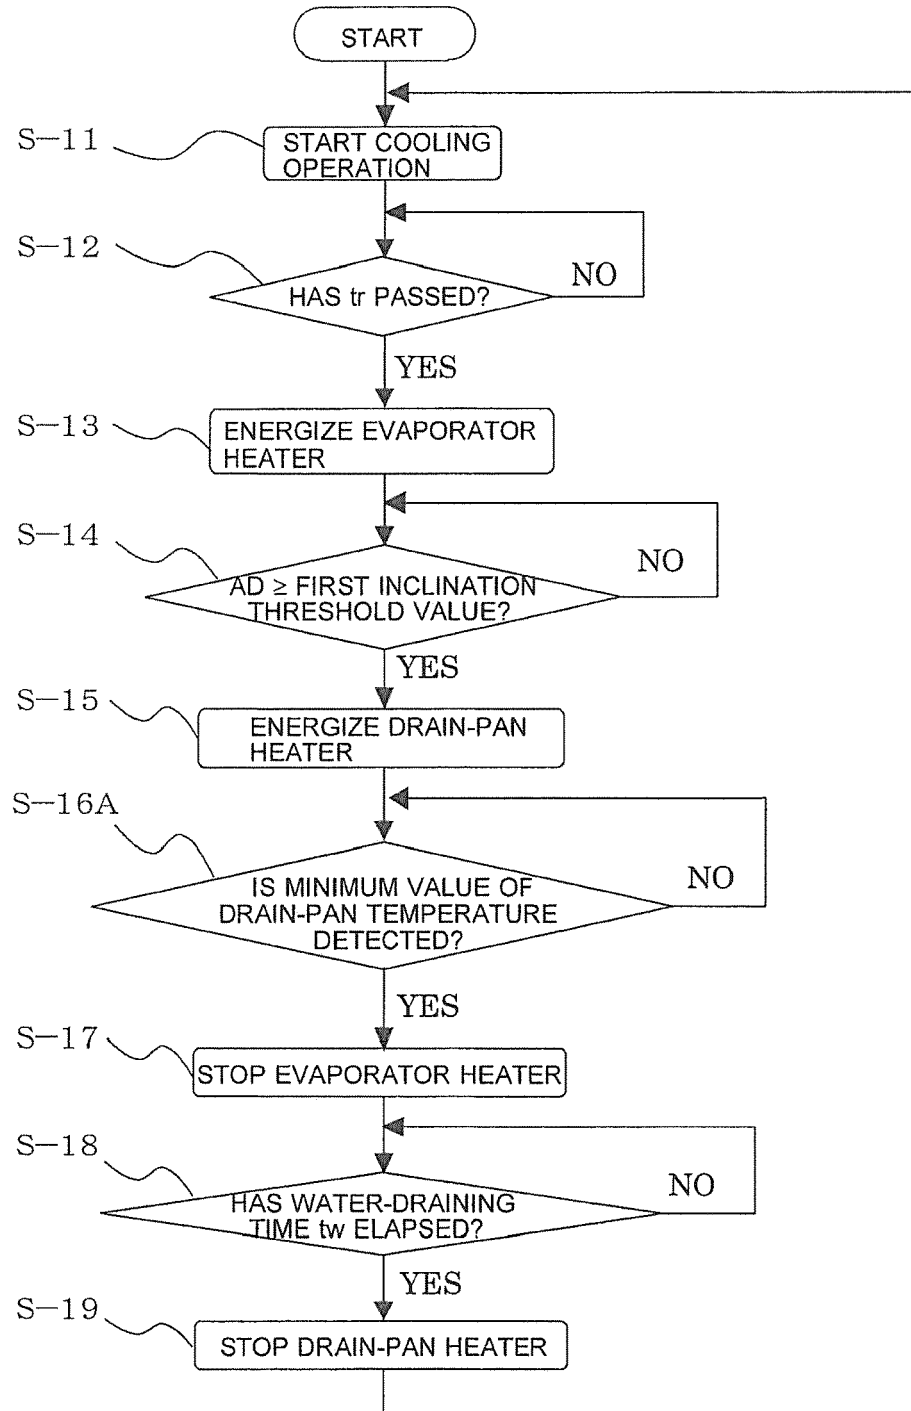 START
S-11
START COOLING
OPERATION
S-12
HAS tr PASSED?
NO
YES
S-13
ENERGIZE EVAPORATOR
HEATER
S-14
AD ≥ FIRST INCLINATION
THRESHOLD VALUE?
NO
YES
S-15
ENERGIZE DRAIN-PAN
HEATER
S-16A
IS MINIMUM VALUE OF
DRAIN-PAN TEMPERATURE
DETECTED?
NO
YES
S-17
STOP EVAPORATOR HEATER
S-18
HAS WATER-DRAINING
TIME tw ELAPSED?
NO
YES
S-19
STOP DRAIN-PAN HEATER